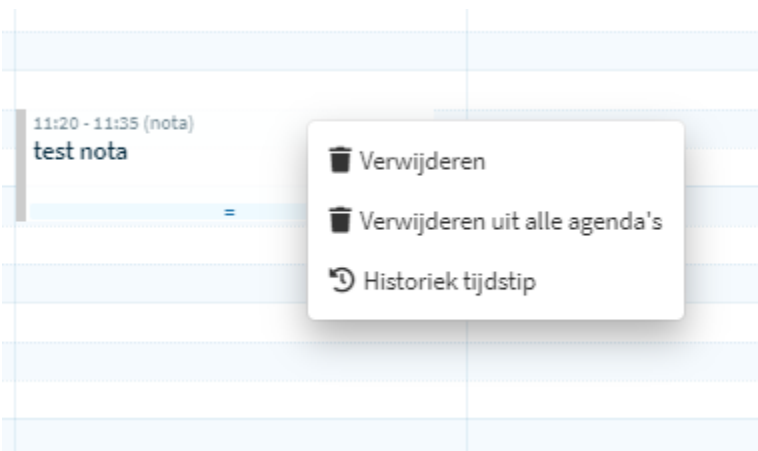 11:20 - 11:35 (nota)
test nota
=
Verwijderen
Verwijderen uit alle agenda's
Historiek tijdstip